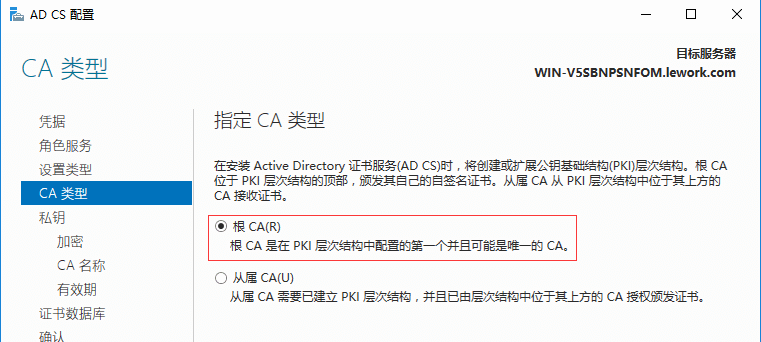 AD CS 配置
目标服务器
CA 类型
WIN-V5SBNPSNFOM.lework.com
凭据
角色服务
设置类型
CA 类型
私钥
加密
CA 名称
有效期
证书数据库
确认
指定 CA 类型
在安装 Active Directory 证书服务(AD CS)时，将创建或扩展公钥基础结构(PKI)层次结构。根 CA
位于 PKI 层次结构的顶部，颁发其自己的自签名证书。从属 CA 从 PKI 层次结构中位于其上方的
CA 接收证书。
根 CA(R)
根 CA 是在 PKI 层次结构中配置的第一个并且可能是唯一的 CA。
从属 CA(U)
从属 CA 需要已建立 PKI 层次结构，并且已由层次结构中位于其上方的 CA 授权颁发证书。